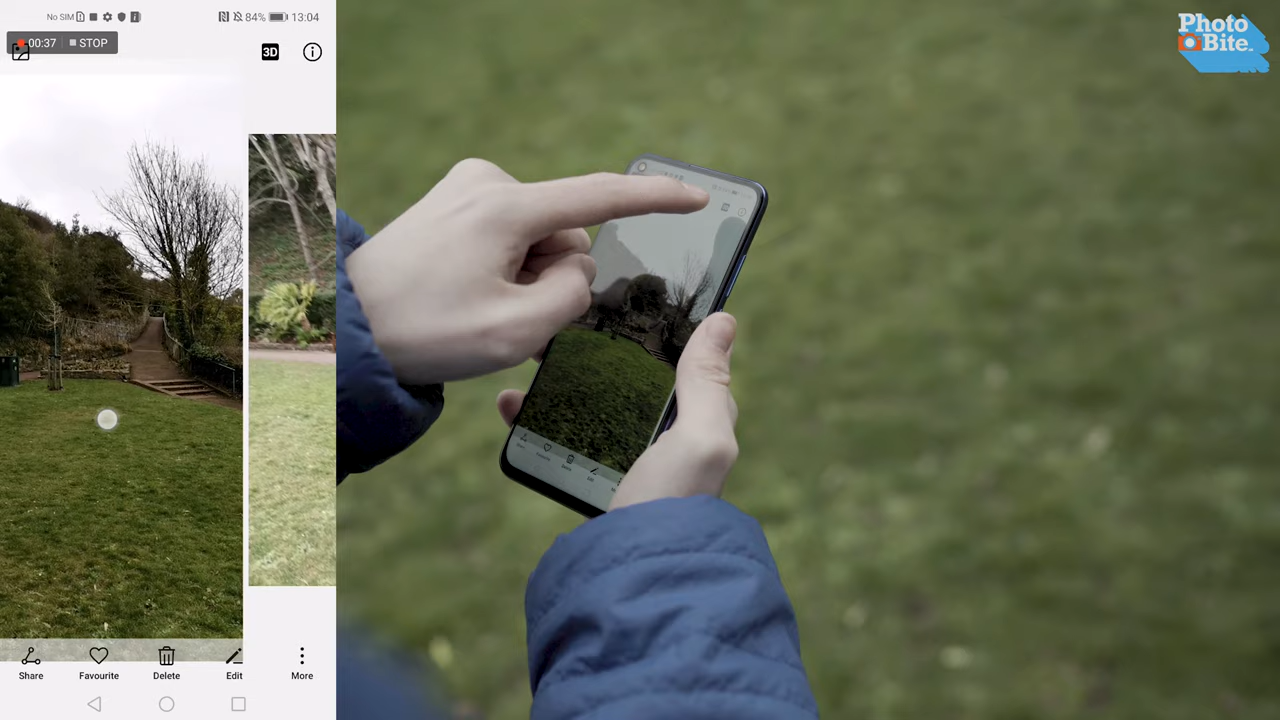 No SIM 84% 13:04
00:37 STOP
3D
Share Favourite Delete Edit More
Photo
Bite